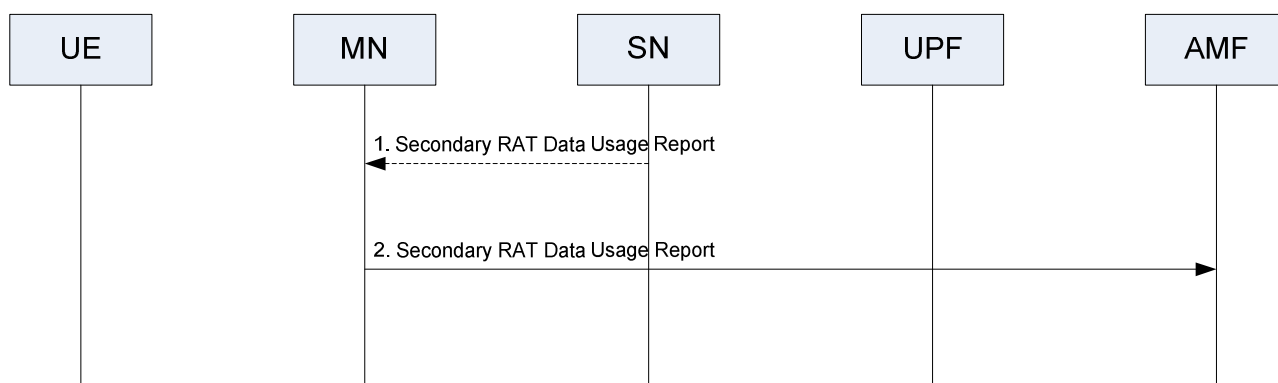 UE
MN
SN
UPF
AMF
1. Secondary RAT Data Usage Report
2. Secondary RAT Data Usage Report